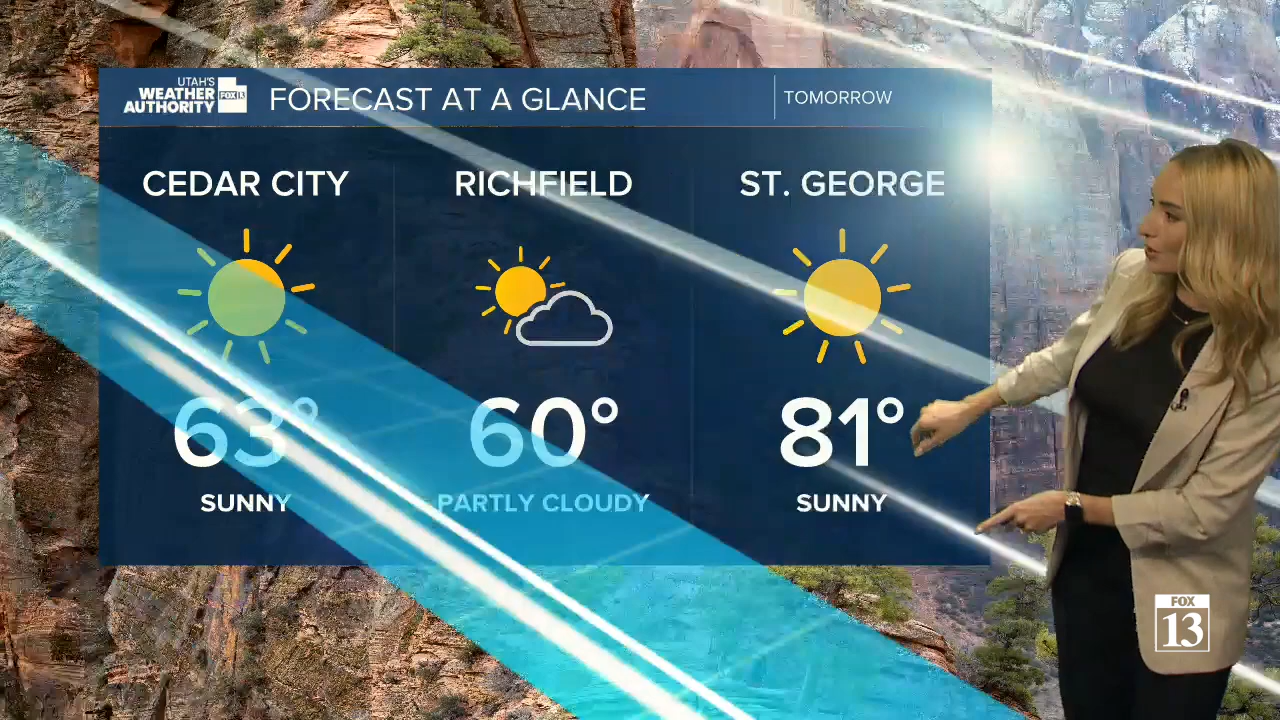 UTAH'S
WEATHER
AUTHORITY
FOX 13
FORECAST AT A GLANCE
TOMORROW
CEDAR CITY
RICHFIELD
ST. GEORGE
63°
60°
81°
SUNNY
PARTLY CLOUDY
SUNNY
FOX
13